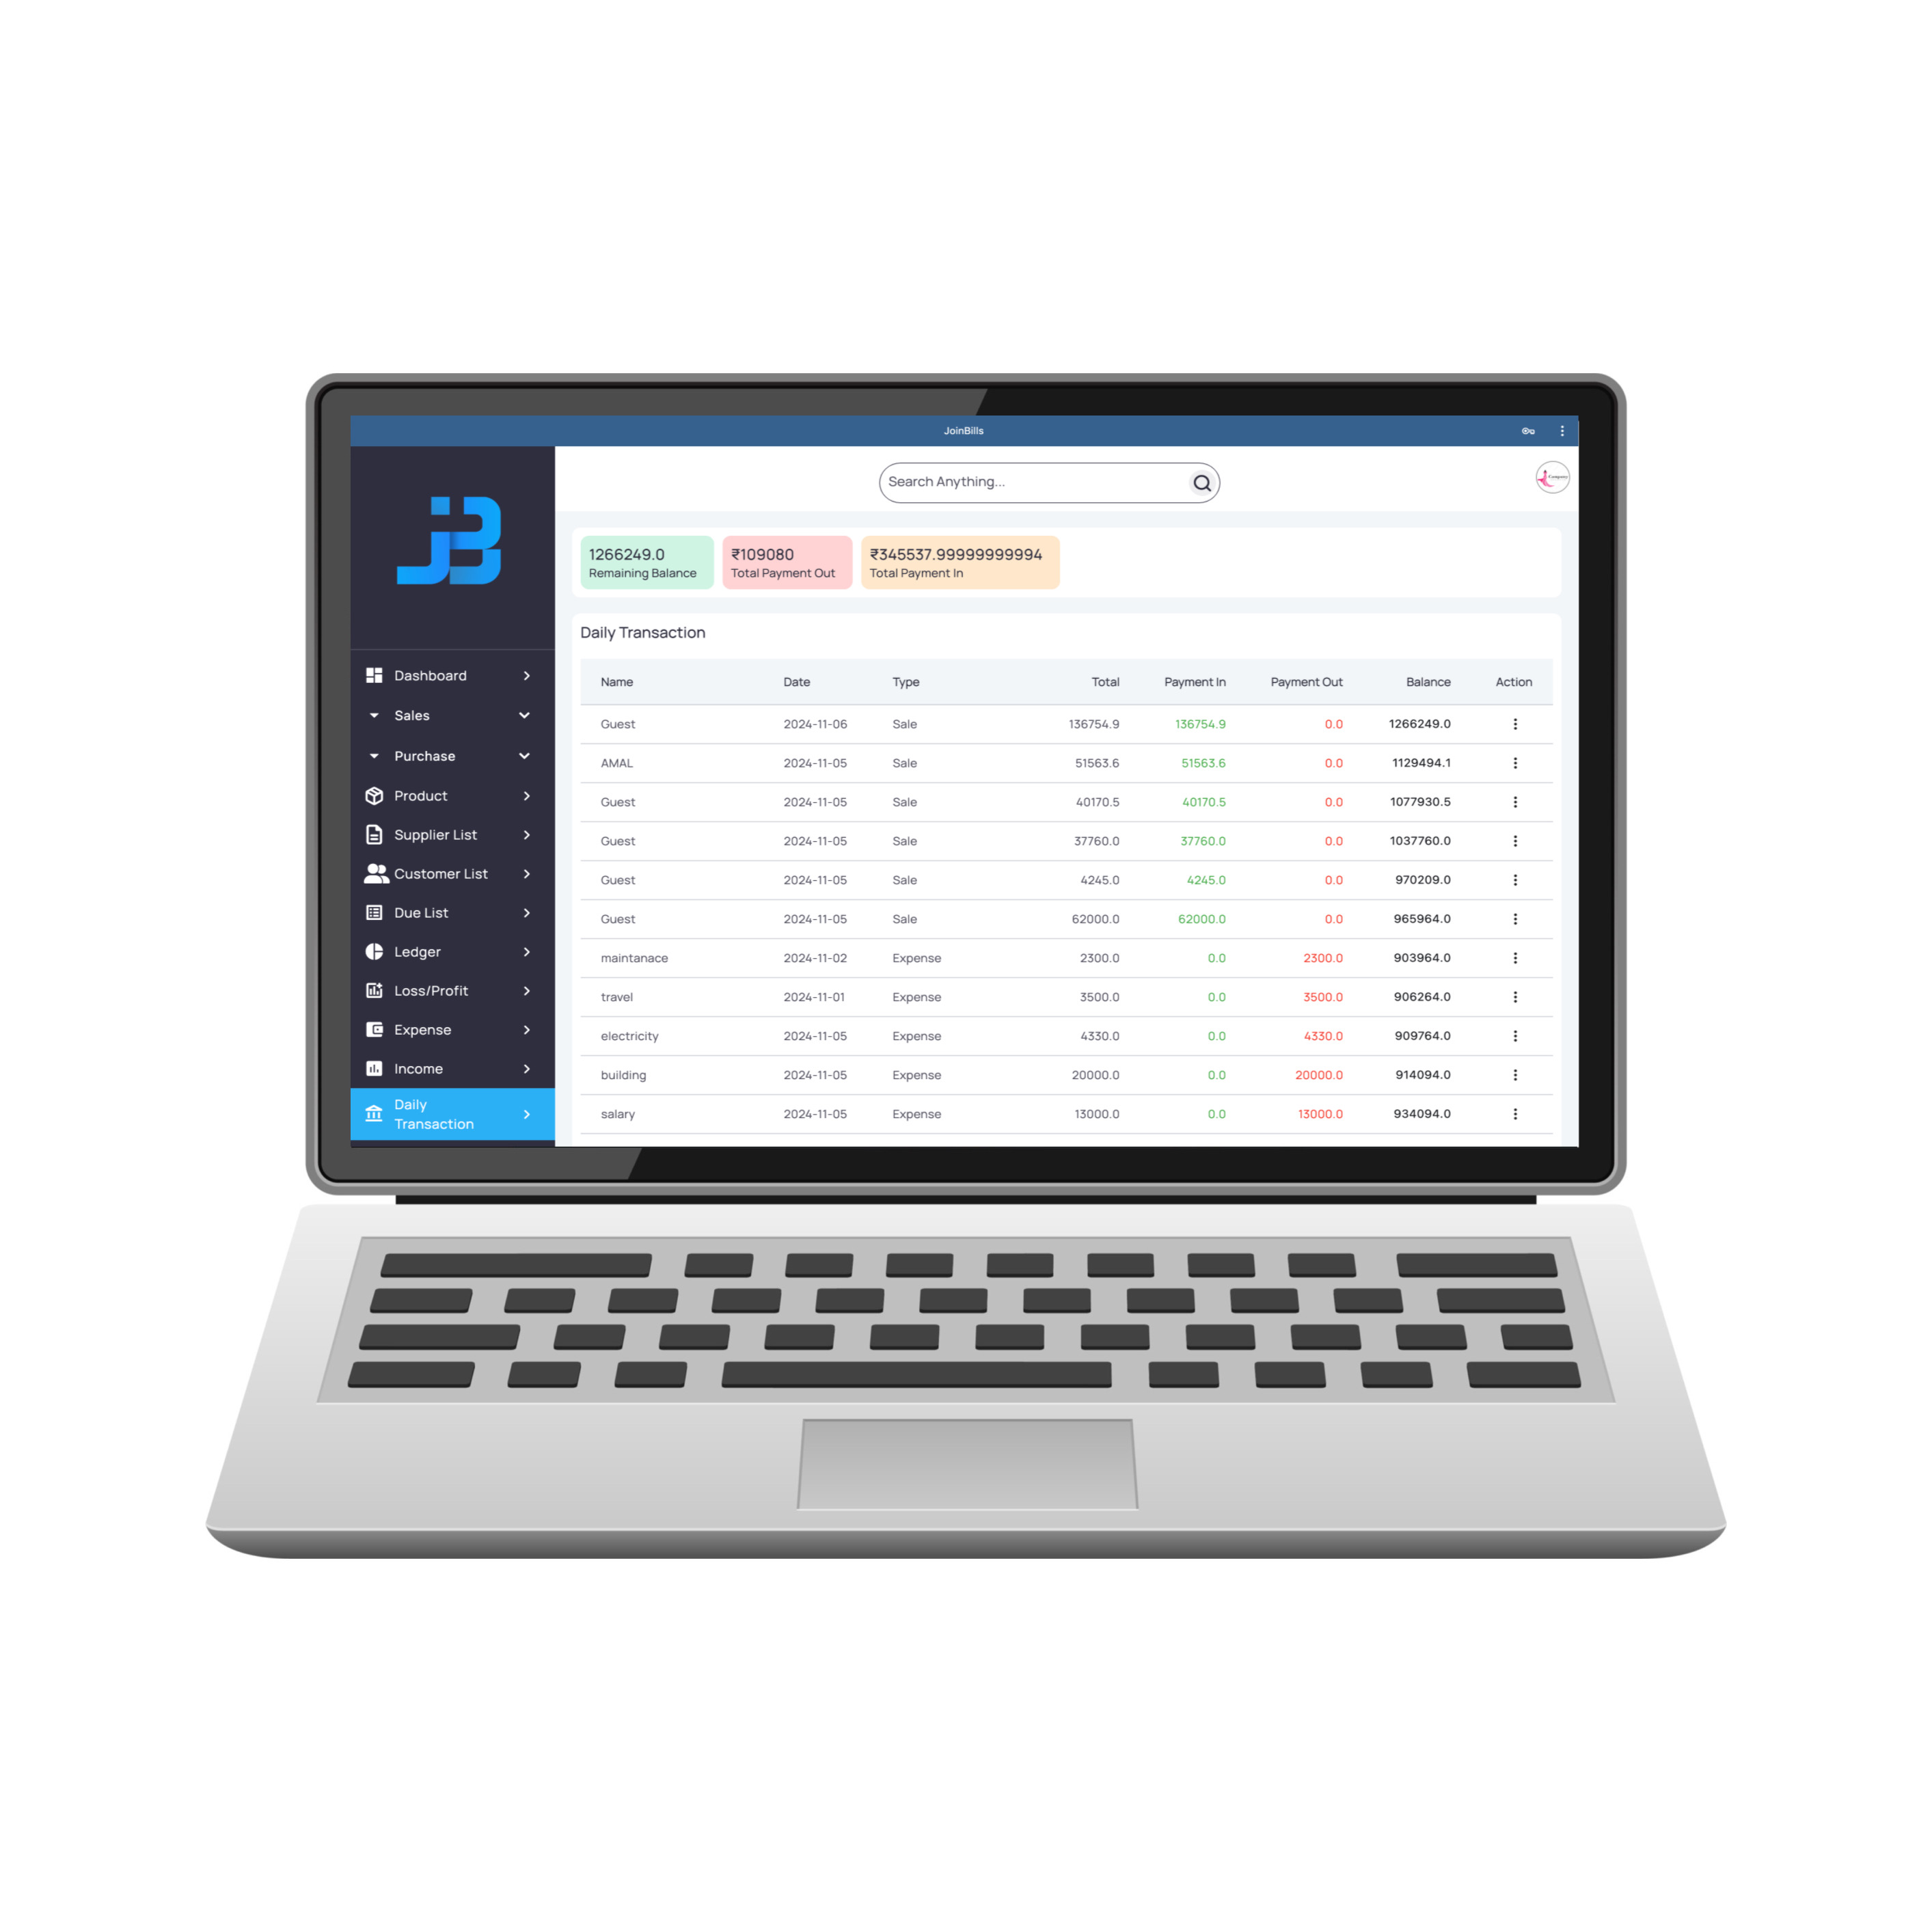 JoinBills
Search Anything...
Company
JB
1266249.0
Remaining Balance
₹109080
Total Payment Out
₹345537.99999999994
Total Payment In
Dashboard
Sales
Purchase
Product
Supplier List
Customer List
Due List
Ledger
Loss/Profit
Expense
Income
Daily
Transaction
Daily Transaction
Name Date Type Total Payment In Payment Out Balance Action
Guest 2024-11-06 Sale 136754.9 136754.9 0.0 1266249.0
AMAL 2024-11-05 Sale 51563.6 51563.6 0.0 1129494.1
Guest 2024-11-05 Sale 40170.5 40170.5 0.0 1077930.5
Guest 2024-11-05 Sale 37760.0 37760.0 0.0 1037760.0
Guest 2024-11-05 Sale 4245.0 4245.0 0.0 970209.0
Guest 2024-11-05 Sale 62000.0 62000.0 0.0 965964.0
maintanace 2024-11-02 Expense 2300.0 0.0 2300.0 903964.0
travel 2024-11-01 Expense 3500.0 0.0 3500.0 906264.0
electricity 2024-11-05 Expense 4330.0 0.0 4330.0 909764.0
building 2024-11-05 Expense 20000.0 0.0 20000.0 914094.0
salary 2024-11-05 Expense 13000.0 0.0 13000.0 934094.0